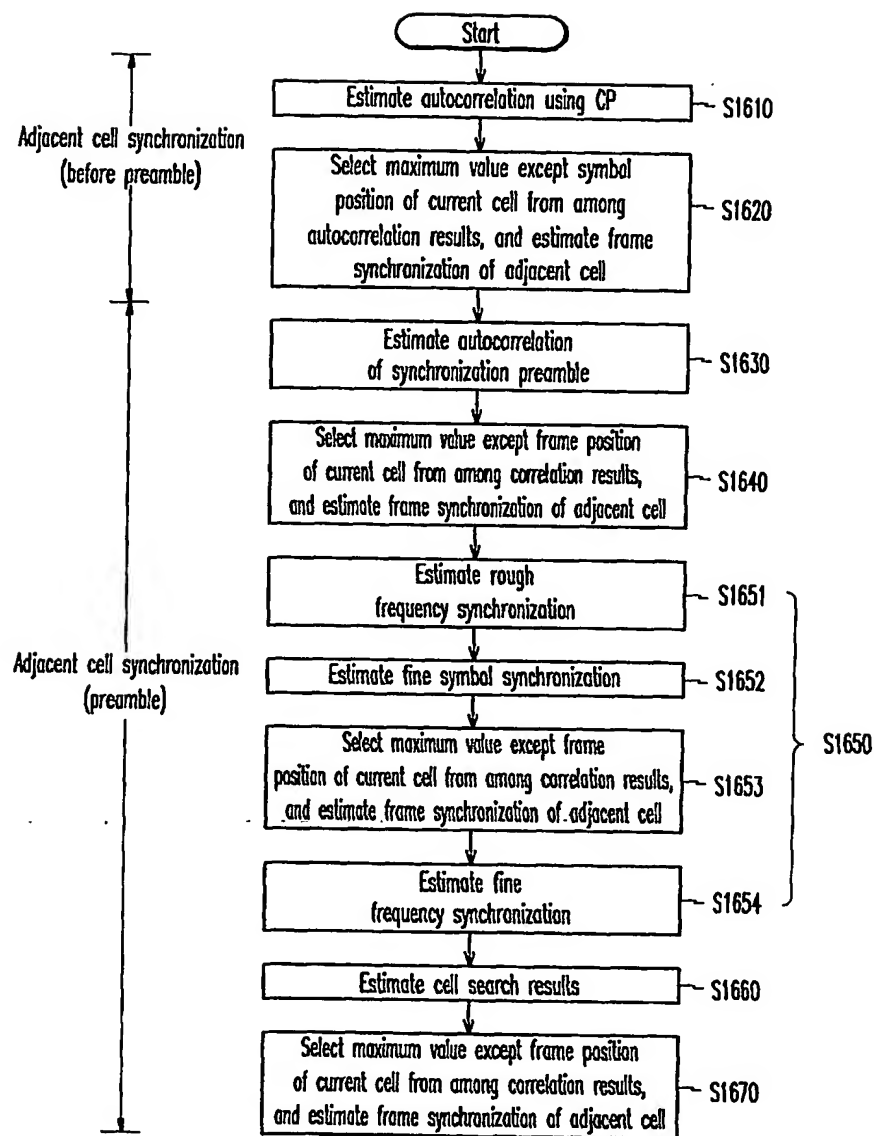 Start
Adjacent cell synchronization
(before preamble)
Estimate autocorrelation using CP
S1610
Select maximum value except symbol
position of current cell from among
autocorrelation results, and estimate frame
synchronization of adjacent cell
S1620
Adjacent cell synchronization
(preamble)
Estimate autocorrelation
of synchronization preamble
S1630
Select maximum value except frame position
of current cell from among correlation results,
and estimate frame synchronization of adjacent cell
S1640
Estimate rough
frequency synchronization
S1651
Estimate fine symbol synchronization
S1652
Select maximum value except frame
position of current cell from among correlation results,
and estimate frame synchronization of adjacent cell
S1653
Estimate fine
frequency synchronization
S1654
S1650
Estimate cell search results
S1660
Select maximum value except frame position
of current cell from among correlation results,
and estimate frame synchronization of adjacent cell
S1670